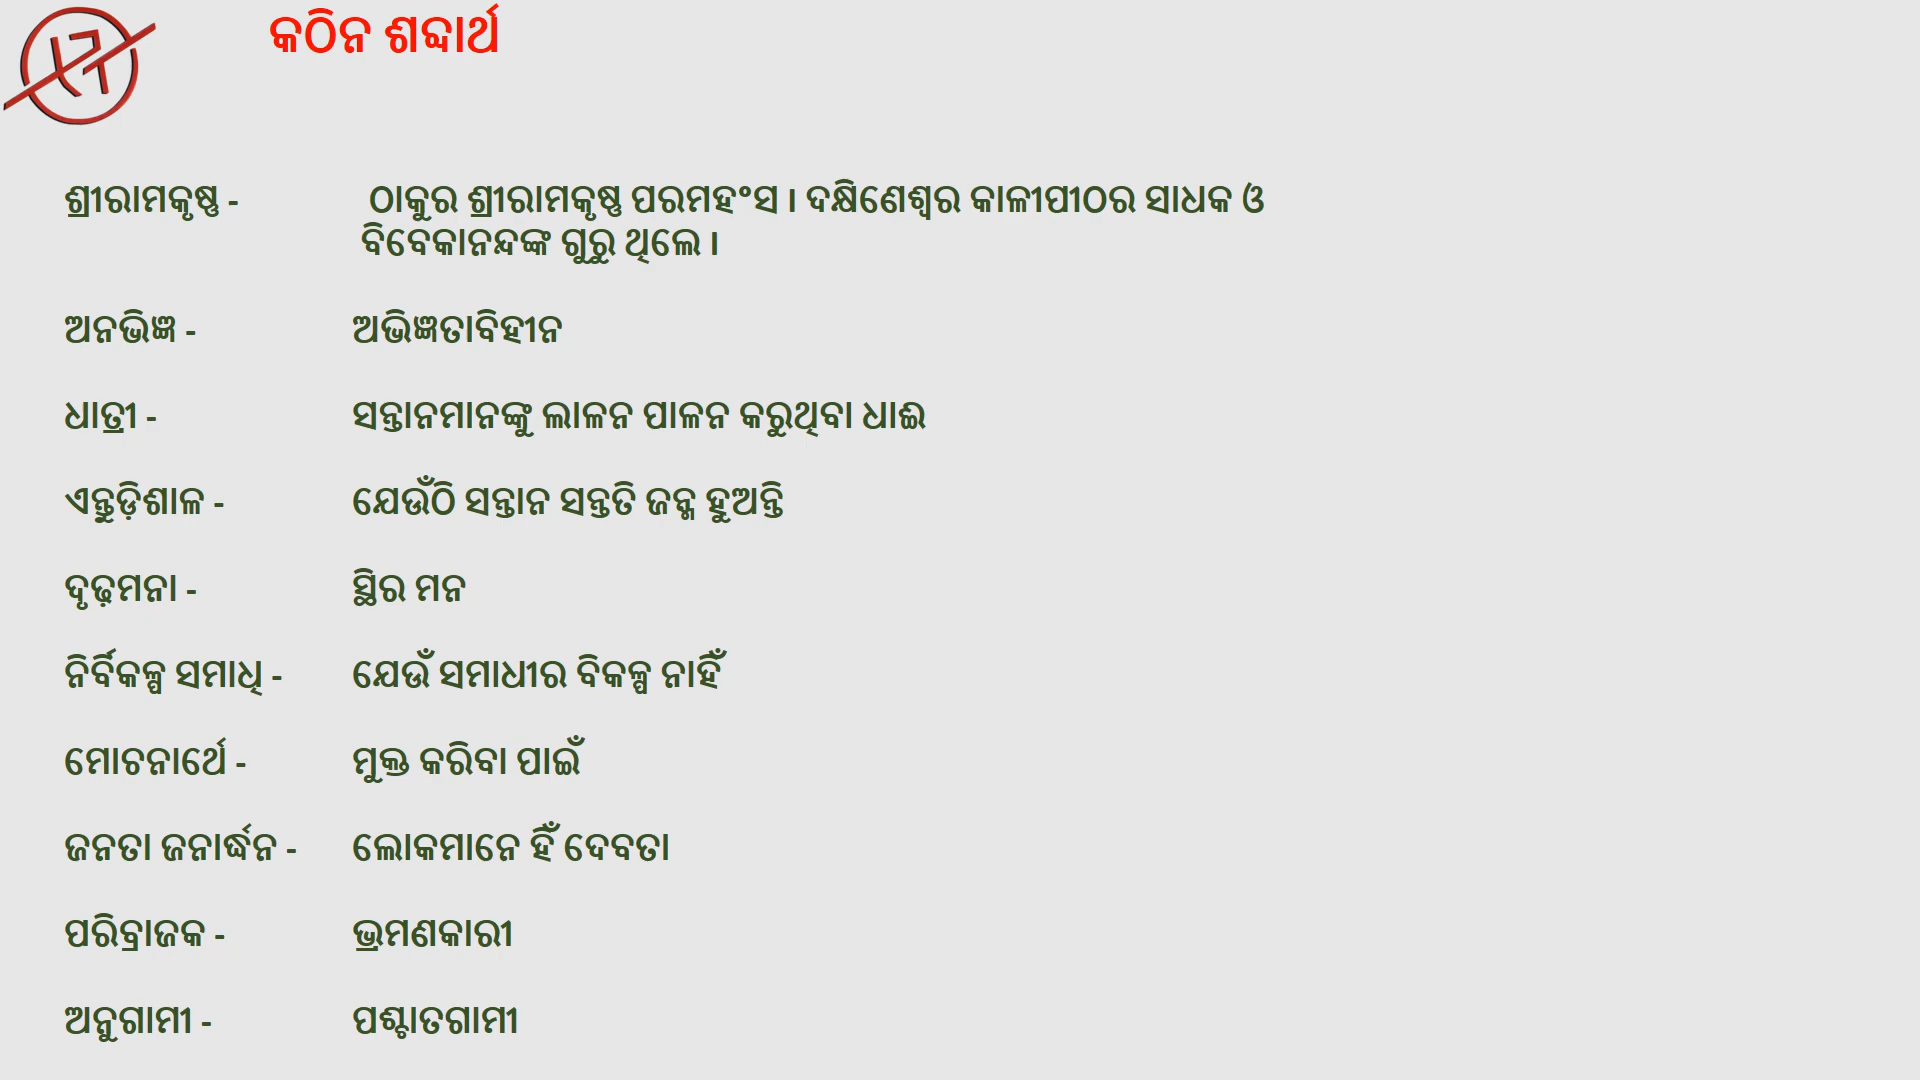 କଠିନ ଶବ୍ଦାର୍ଥ
ଶ୍ରୀରାମକୃଷ୍ଣ - ଠାକୁର ଶ୍ରୀରାମକୃଷ୍ଣ ପରମହଂସ । ଦକ୍ଷିଣେଶ୍ୱର କାଳୀପୀଠର ସାଧକ ଓ
ବିବେକାନନ୍ଦଙ୍କ ଗୁରୁ ଥିଲେ ।
ଅନଭିଜ୍ଞ - ଅଭିଜ୍ଞତାବିହୀନ
ଧାତ୍ରୀ - ସନ୍ତାନମାନଙ୍କୁ ଲାଳନ ପାଳନ କରୁଥିବା ଧାଈ
ଏନ୍ତୁଡ଼ିଶାଳ - ଯେଉଁଠି ସନ୍ତାନ ସନ୍ତତି ଜନ୍ମ ହୁଅନ୍ତି
ଦୃଢ଼ମନା - ସ୍ଥିର ମନ
ନିର୍ବିକଳ୍ପ ସମାଧି - ଯେଉଁ ସମାଧୀର ବିକଳ୍ପ ନାହିଁ
ମୋଚନାର୍ଥେ - ମୁକ୍ତ କରିବା ପାଇଁ
ଜନତା ଜନାର୍ଦ୍ଧନ - ଲୋକମାନେ ହିଁ ଦେବତା
ପରିବ୍ରାଜକ - ଭ୍ରମଣକାରୀ
ଅନୁଗାମୀ - ପଶ୍ଚାତଗାମୀ